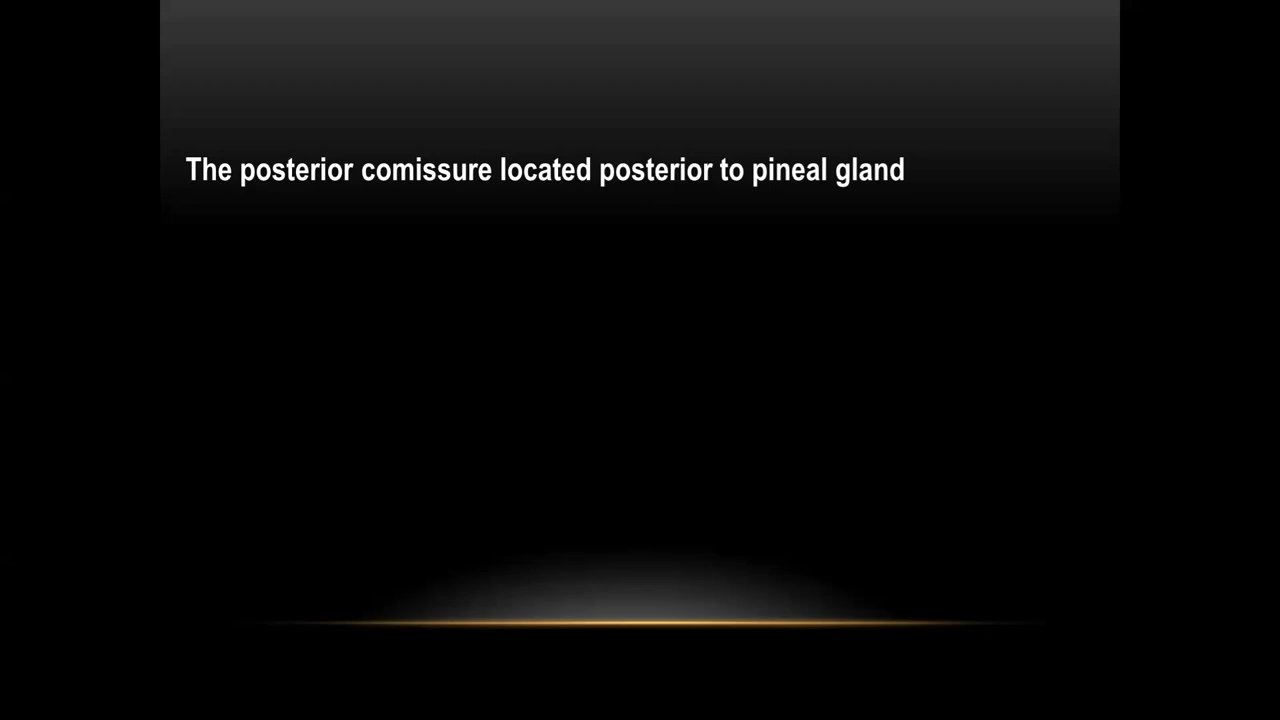 The posterior comissure located posterior to pineal gland